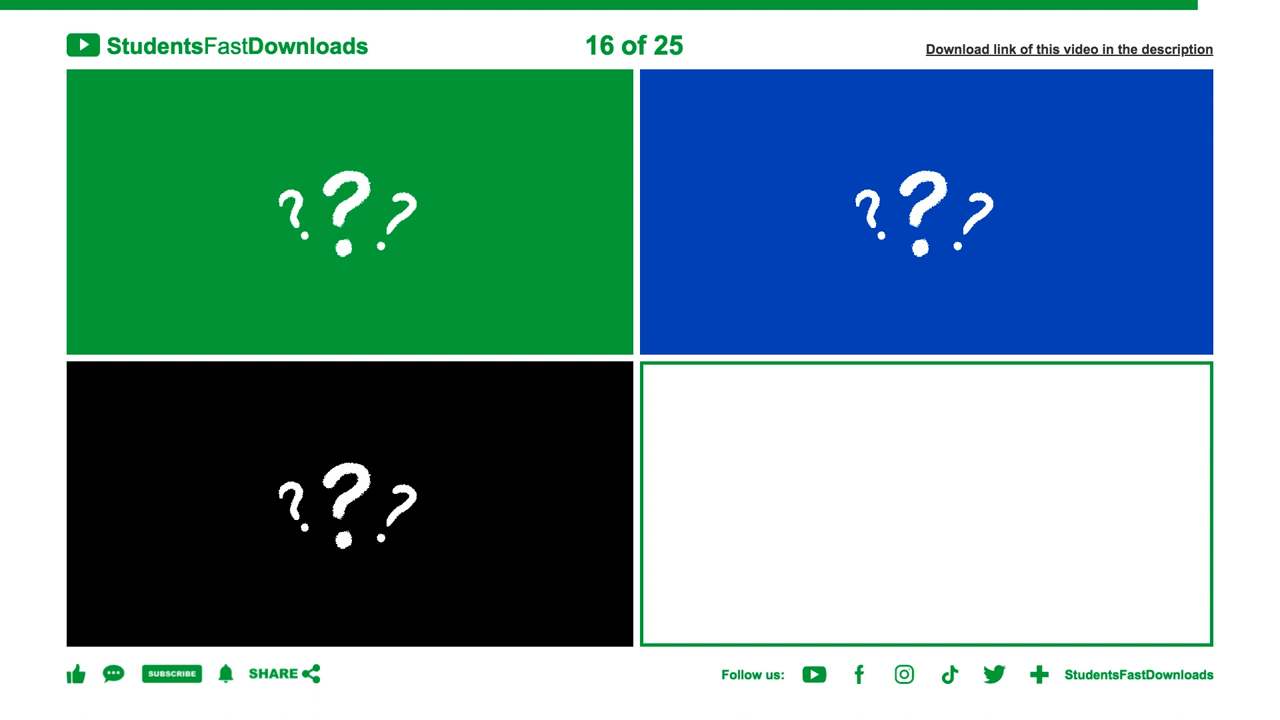 StudentsFastDownloads
16 of 25
Download link of this video in the description
? ? ?
? ? ?
? ? ?
SUBSCRIBE
SHARE
Follow us:
StudentsFastDownloads